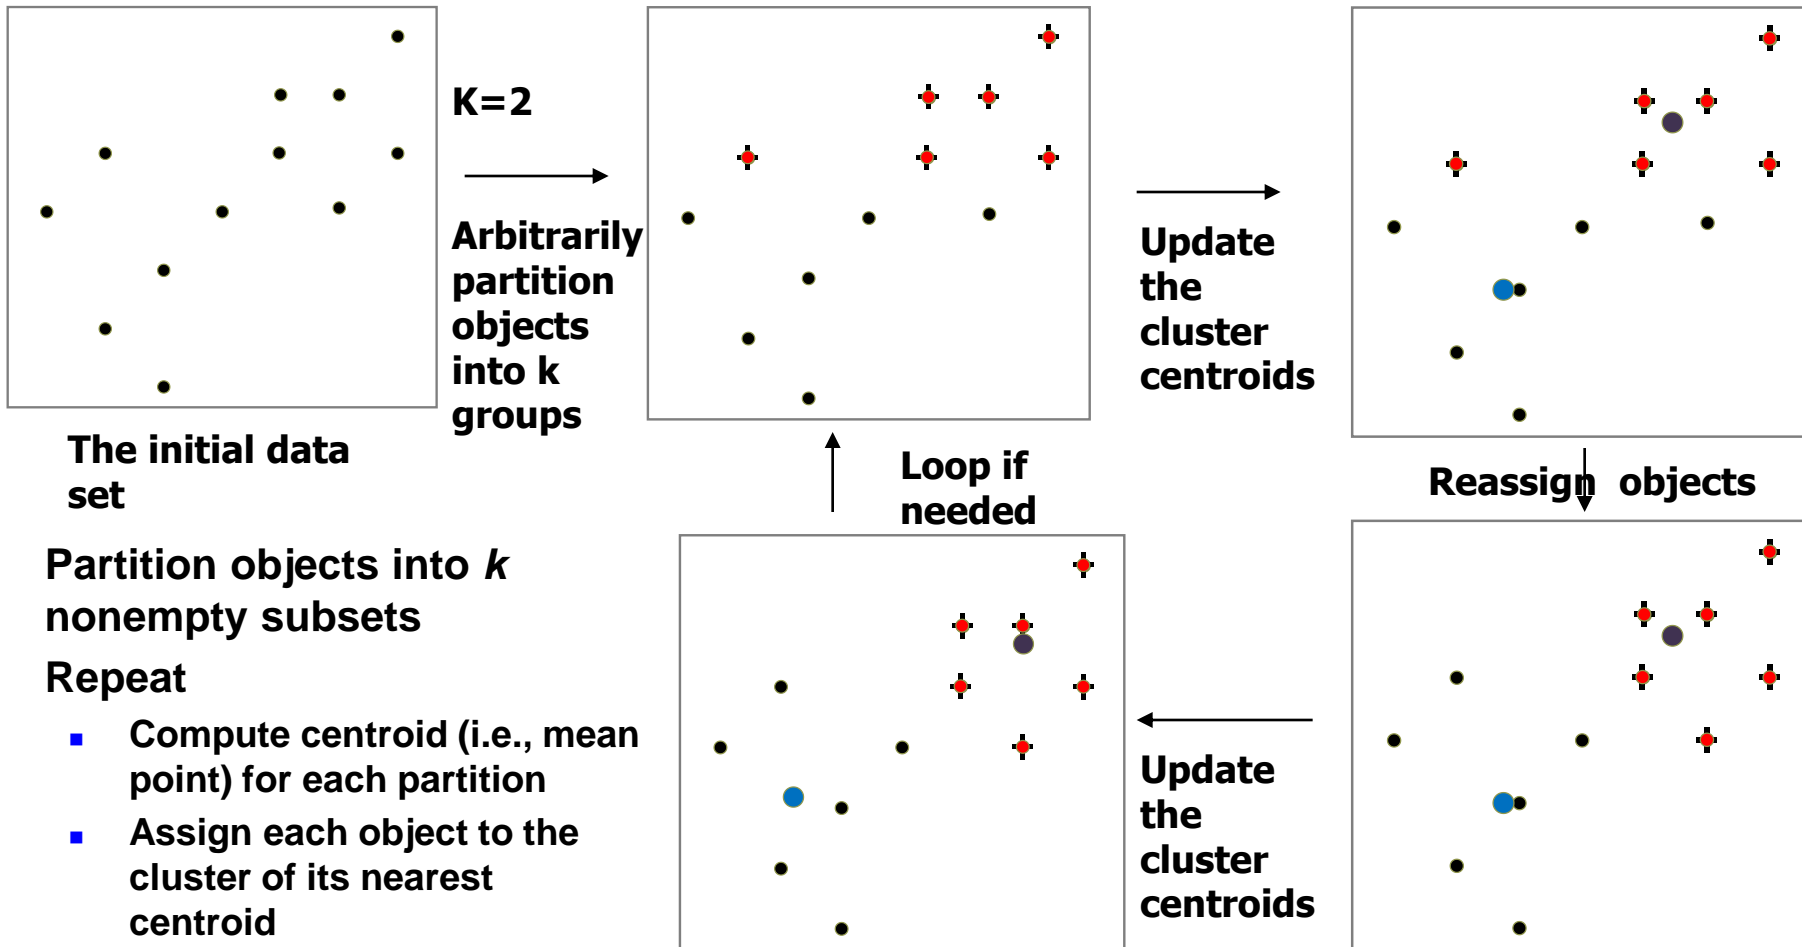 K=2
Arbitrarily
partition
objects
into k
groups
Update
the
cluster
centroids
The initial data
set
Loop if
needed
Reassign objects
Partition objects into k
nonempty subsets
Repeat
Compute centroid (i.e., mean
point) for each partition
Assign each object to the
cluster of its nearest
centroid
Update
the
cluster
centroids